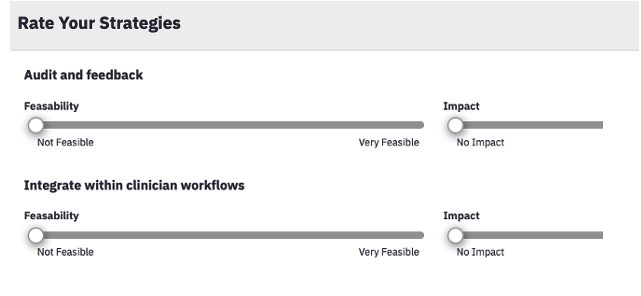 Rate Your Strategies
Audit and feedback
Feasability Impact
Not Feasible Very Feasible No Impact
Integrate within clinician workflows
Feasability Impact
Not Feasible Very Feasible No Impact